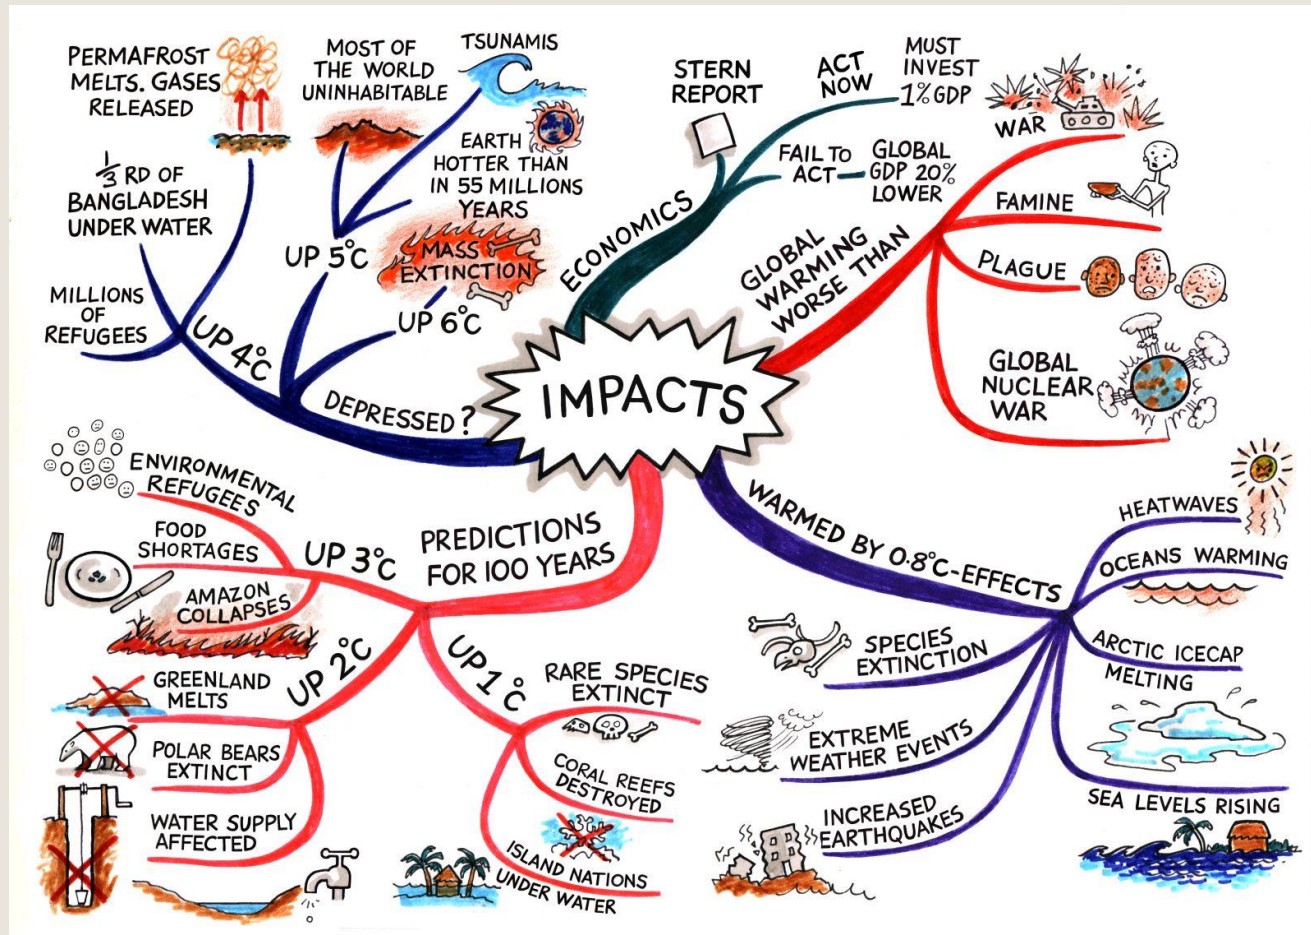 IMPACTS
ECONOMICS
STERN
REPORT
ACT
NOW
MUST
INVEST
1% GDP
FAIL TO
ACT
GLOBAL
GDP 20%
LOWER
GLOBAL
WARMING
WORSE THAN
WAR
FAMINE
PLAGUE
GLOBAL
NUCLEAR
WAR
WARMED BY 0.8°C-EFFECTS
HEATWAVES
OCEANS WARMING
ARCTIC ICECAP
MELTING
SEA LEVELS RISING
SPECIES
EXTINCTION
EXTREME
WEATHER EVENTS
INCREASED
EARTHQUAKES
PREDICTIONS
FOR 100 YEARS
UP 1°C
RARE SPECIES
EXTINCT
CORAL REEFS
DESTROYED
ISLAND NATIONS
UNDER WATER
UP 2°C
GREENLAND
MELTS
POLAR BEARS
EXTINCT
WATER SUPPLY
AFFECTED
UP 3°C
ENVIRONMENTAL
REFUGEES
FOOD
SHORTAGES
AMAZON
COLLAPSES
DEPRESSED?
UP 4°C
MILLIONS
OF
REFUGEES
⅓ RD OF
BANGLADESH
UNDER WATER
PERMAFROST
MELTS. GASES
RELEASED
UP 5°C
MOST OF
THE WORLD
UNINHABITABLE
TSUNAMIS
EARTH
HOTTER THAN
IN 55 MILLIONS
YEARS
UP 6°C
MASS
EXTINCTION